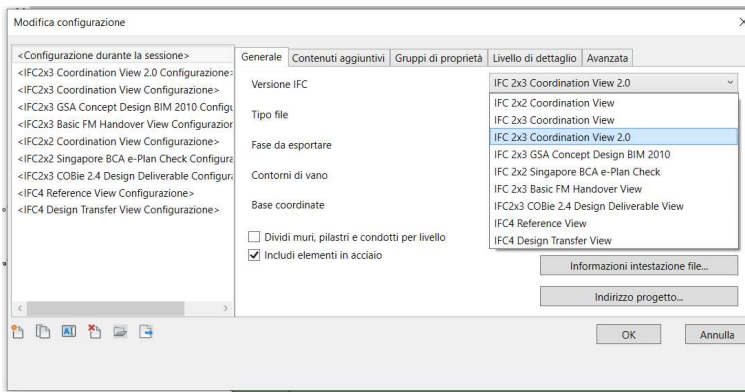 Modifica configurazione
<Configurazione durante la sessione>
<IFC2x3 Coordination View 2.0 Configurazione>
<IFC2x3 Coordination View Configurazione>
<IFC2x3 GSA Concept Design BIM 2010 Configu
<IFC2x3 Basic FM Handover View Configurazion
<IFC2x2 Coordination View Configurazione>
<IFC2x2 Singapore BCA e-Plan Check Configura
<IFC2x3 COBie 2.4 Design Deliverable Configura
<IFC4 Reference View Configurazione>
<IFC4 Design Transfer View Configurazione>
Generale Contenuti aggiuntivi Gruppi di proprietà Livello di dettaglio Avanzata
Versione IFC
IFC 2x3 Coordination View 2.0
Tipo file
Fase da esportare
Contorni di vano
Base coordinate
IFC 2x2 Coordination View
IFC 2x3 Coordination View
IFC 2x3 Coordination View 2.0
IFC 2x3 GSA Concept Design BIM 2010
IFC 2x2 Singapore BCA e-Plan Check
IFC 2x3 Basic FM Handover View
IFC2x3 COBie 2.4 Design Deliverable View
IFC4 Reference View
IFC4 Design Transfer View
Dividi muri, pilastri e condotti per livello
Includi elementi in acciaio
Informazioni intestazione file...
Indirizzo progetto...
OK Annulla